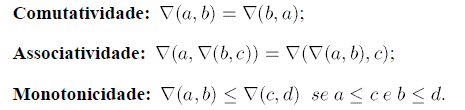 Comutatividade: ∇(a, b) = ∇(b, a);
Associatividade: ∇(a, ∇(b, c)) = ∇(∇(a, b), c);
Monotonicidade: ∇(a, b) ≤ ∇(c, d) se a ≤ c e b ≤ d.